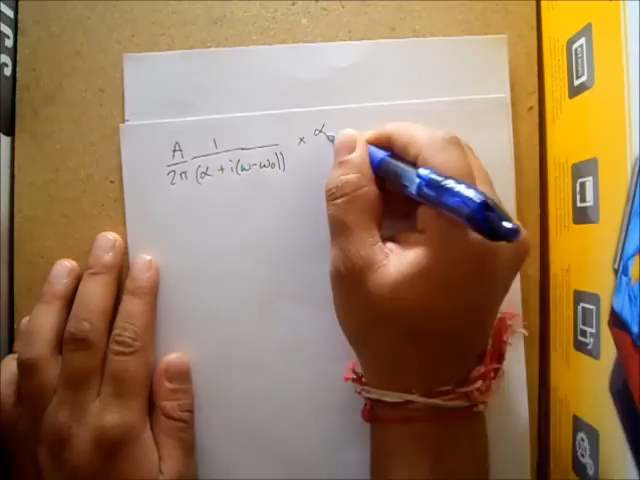 A/2π 1/(α + i(ω-ω₀)) × α